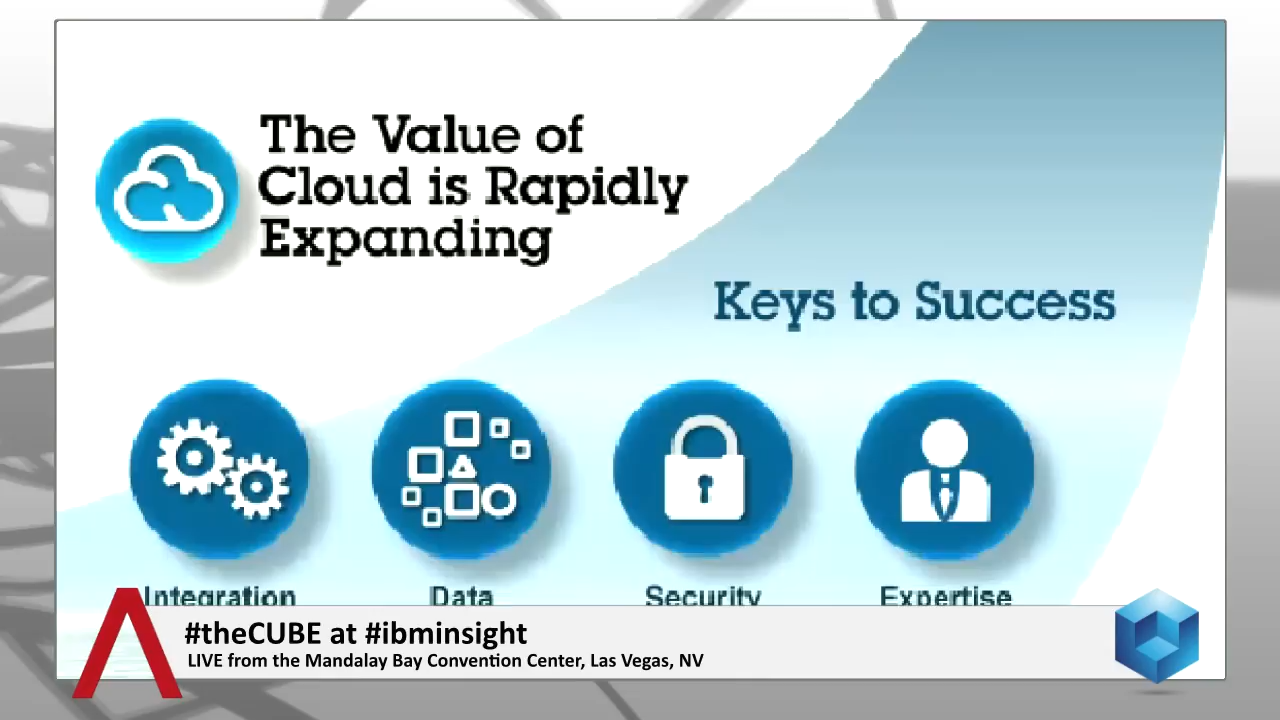 The Value of
Cloud is Rapidly
Expanding
Keys to Success
Integration
Data
Security
Expertise
#theCUBE at #ibminsight
LIVE from the Mandalay Bay Convention Center, Las Vegas, NV